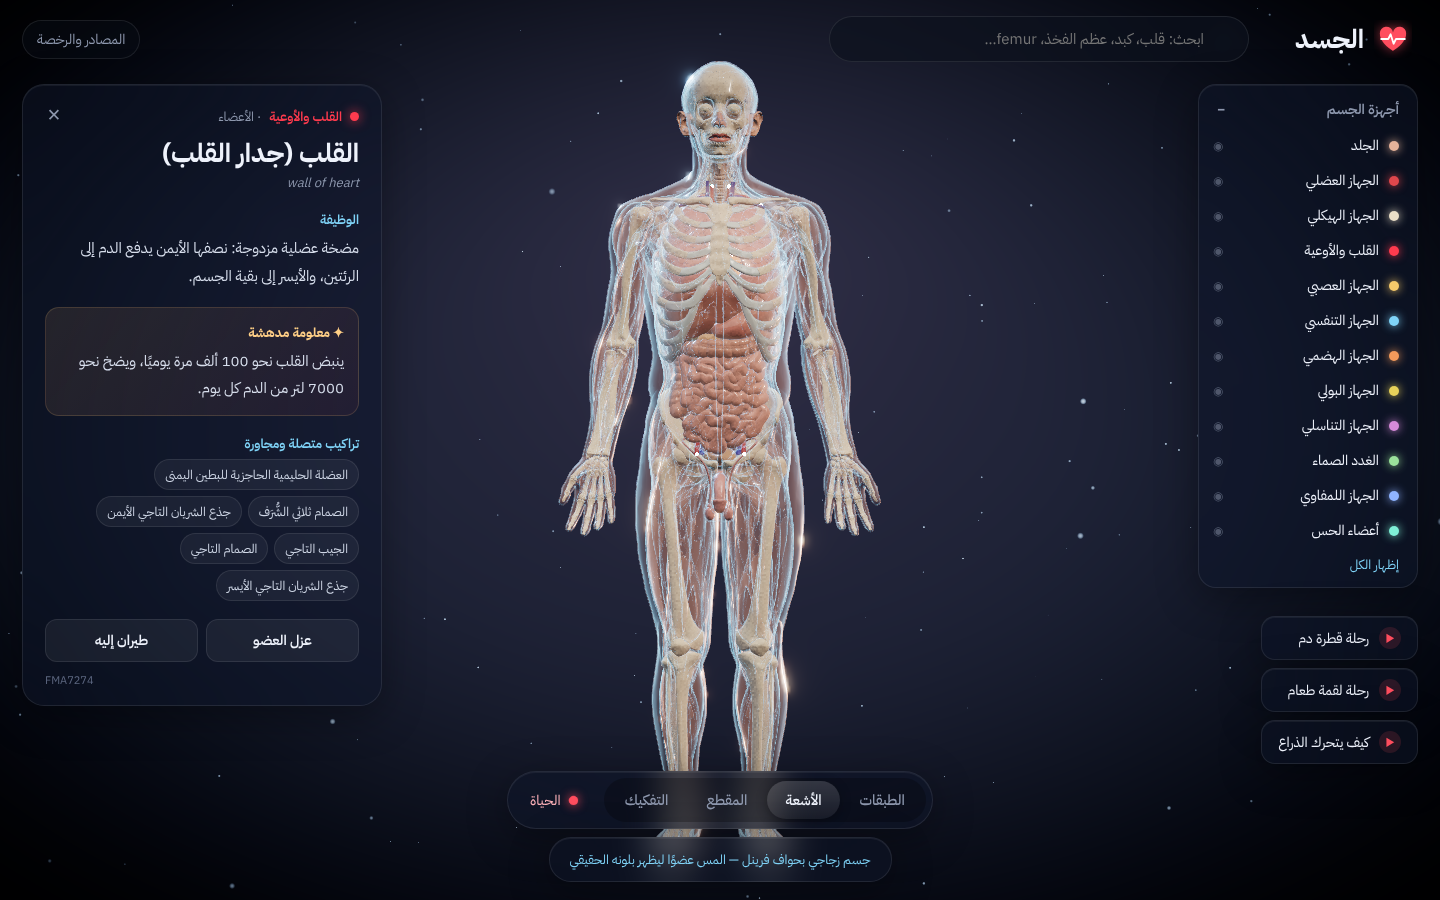 الجسد
ابحث: قلب، كبد، عظم الفخذ، femur...
المصادر والرخصة
أجهزة الجسم
الجلد
الجهاز العضلي
الجهاز الهيكلي
القلب والأوعية
الجهاز العصبي
الجهاز التنفسي
الجهاز الهضمي
الجهاز البولي
الجهاز التناسلي
الغدد الصماء
الجهاز اللمفاوي
أعضاء الحس
إظهار الكل
رحلة قطرة دم
رحلة لقمة طعام
كيف يتحرك الذراع
القلب والأوعية · الأعضاء
القلب (جدار القلب)
wall of heart
الوظيفة
مضخة عضلية مزدوجة: نصفها الأيمن يدفع الدم إلى
الرئتين، والأيسر إلى بقية الجسم.
✦ معلومة مدهشة
ينبض القلب نحو 100 ألف مرة يوميًا، ويضخ نحو
7000 لتر من الدم كل يوم.
تراكيب متصلة ومجاورة
العضلة الحليمية الحاجزية للبطين اليمنى
الصمام ثلاثي الشُّرَف
جذع الشريان التاجي الأيمن
الجيب التاجي
الصمام التاجي
جذع الشريان التاجي الأيسر
عزل العضو
طيران إليه
FMA7274
الطبقات
الأشعة
المقطع
التفكيك
الحياة
جسم زجاجي بحواف فرينل — المس عضوًا ليظهر بلونه الحقيقي